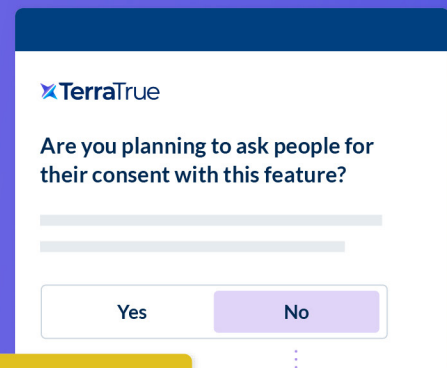 TerraTrue
Are you planning to ask people for
their consent with this feature?
Yes No